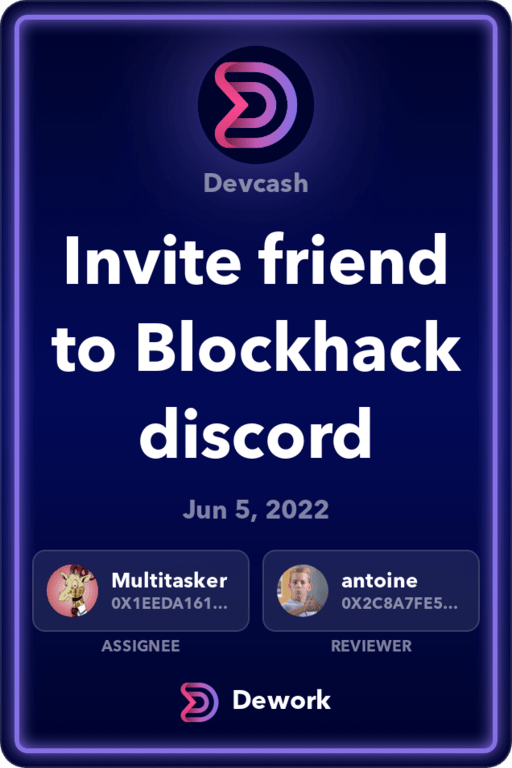 Devcash
Invite friend
to Blockhack
discord
Jun 5, 2022
Multitasker
0X1EEDA161...
ASSIGNEE
antoine
0X2C8A7FE5...
REVIEWER
Dework